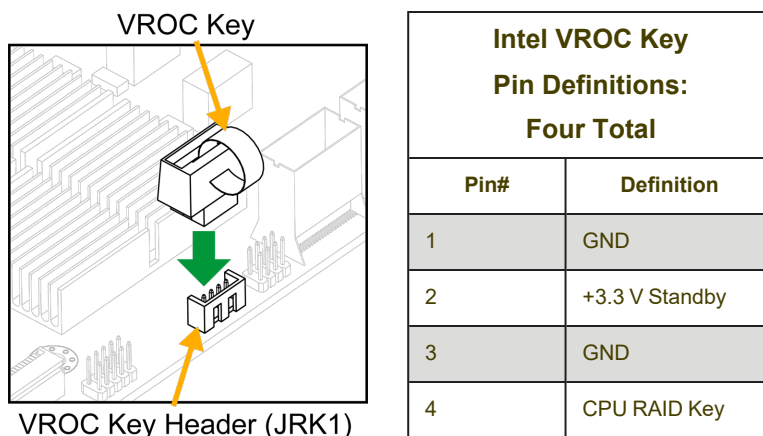 VROC Key
VROC Key Header (JRK1)
Intel VROC Key
Pin Definitions:
Four Total
Pin# Definition
1 GND
2 +3.3 V Standby
3 GND
4 CPU RAID Key